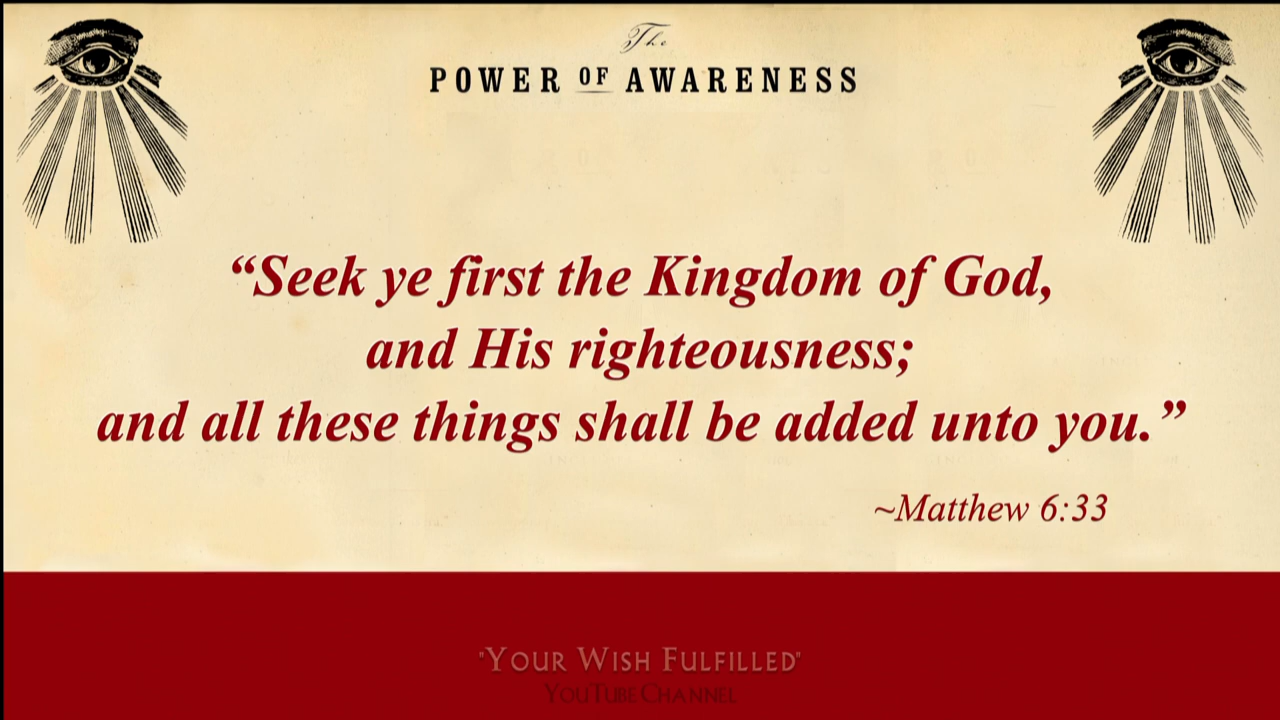 The
POWER OF AWARENESS
“Seek ye first the Kingdom of God,
and His righteousness;
and all these things shall be added unto you.”
~Matthew 6:33
"YOUR WISH FULFILLED"
YOUTUBE CHANNEL